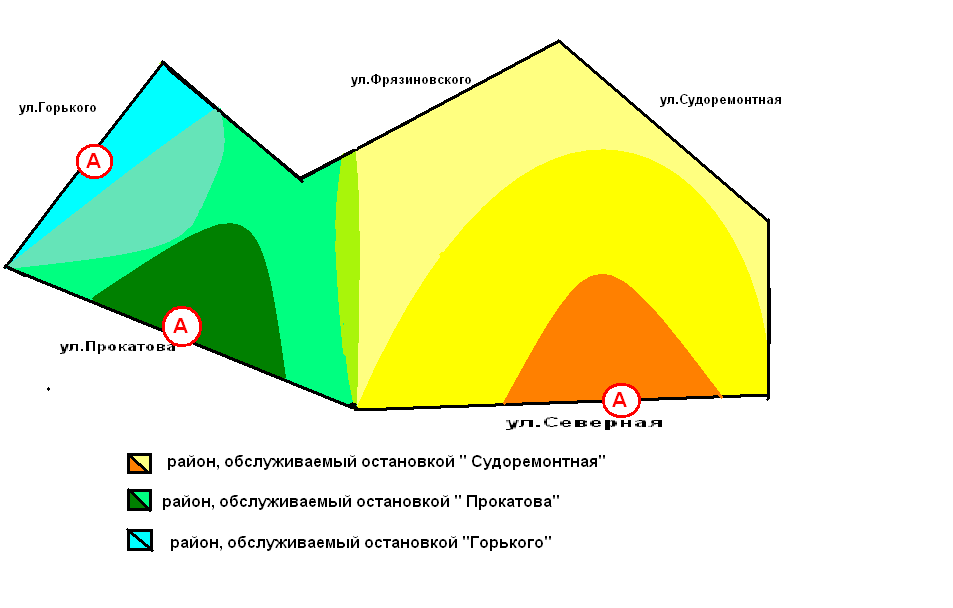 ул.Фрязиновского
ул.Судоремонтная
ул.Горького
А
А
ул.Прокатова
А
ул.Северная
район, обслуживаемый остановкой " Судоремонтная"
район, обслуживаемый остановкой " Прокатова"
район, обслуживаемый остановкой "Горького"